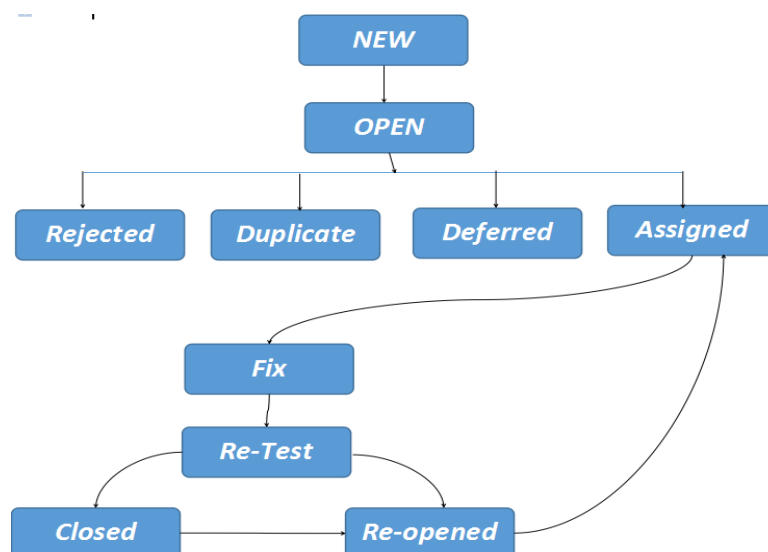 NEW
OPEN
Rejected
Duplicate
Deferred
Assigned
Fix
Re-Test
Closed
Re-opened